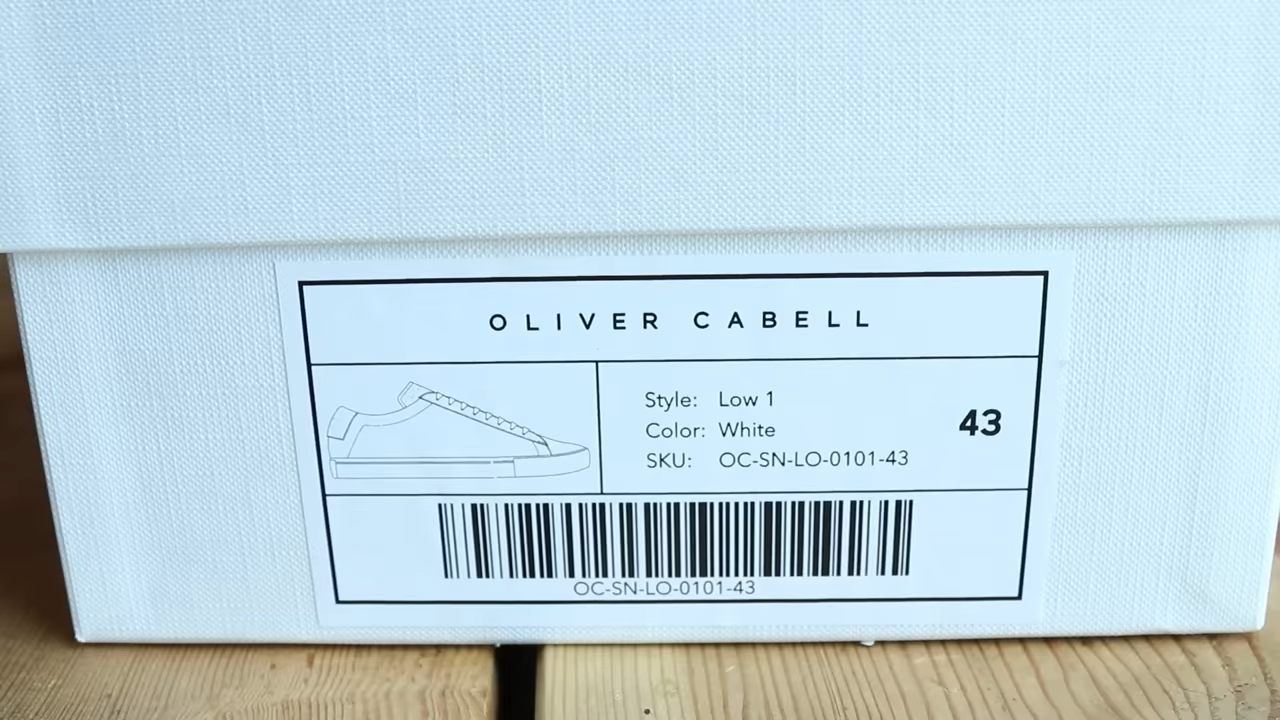 OLIVER CABELL
Style: Low 1
Color: White
SKU: OC-SN-LO-0101-43
43
OC-SN-LO-0101-43